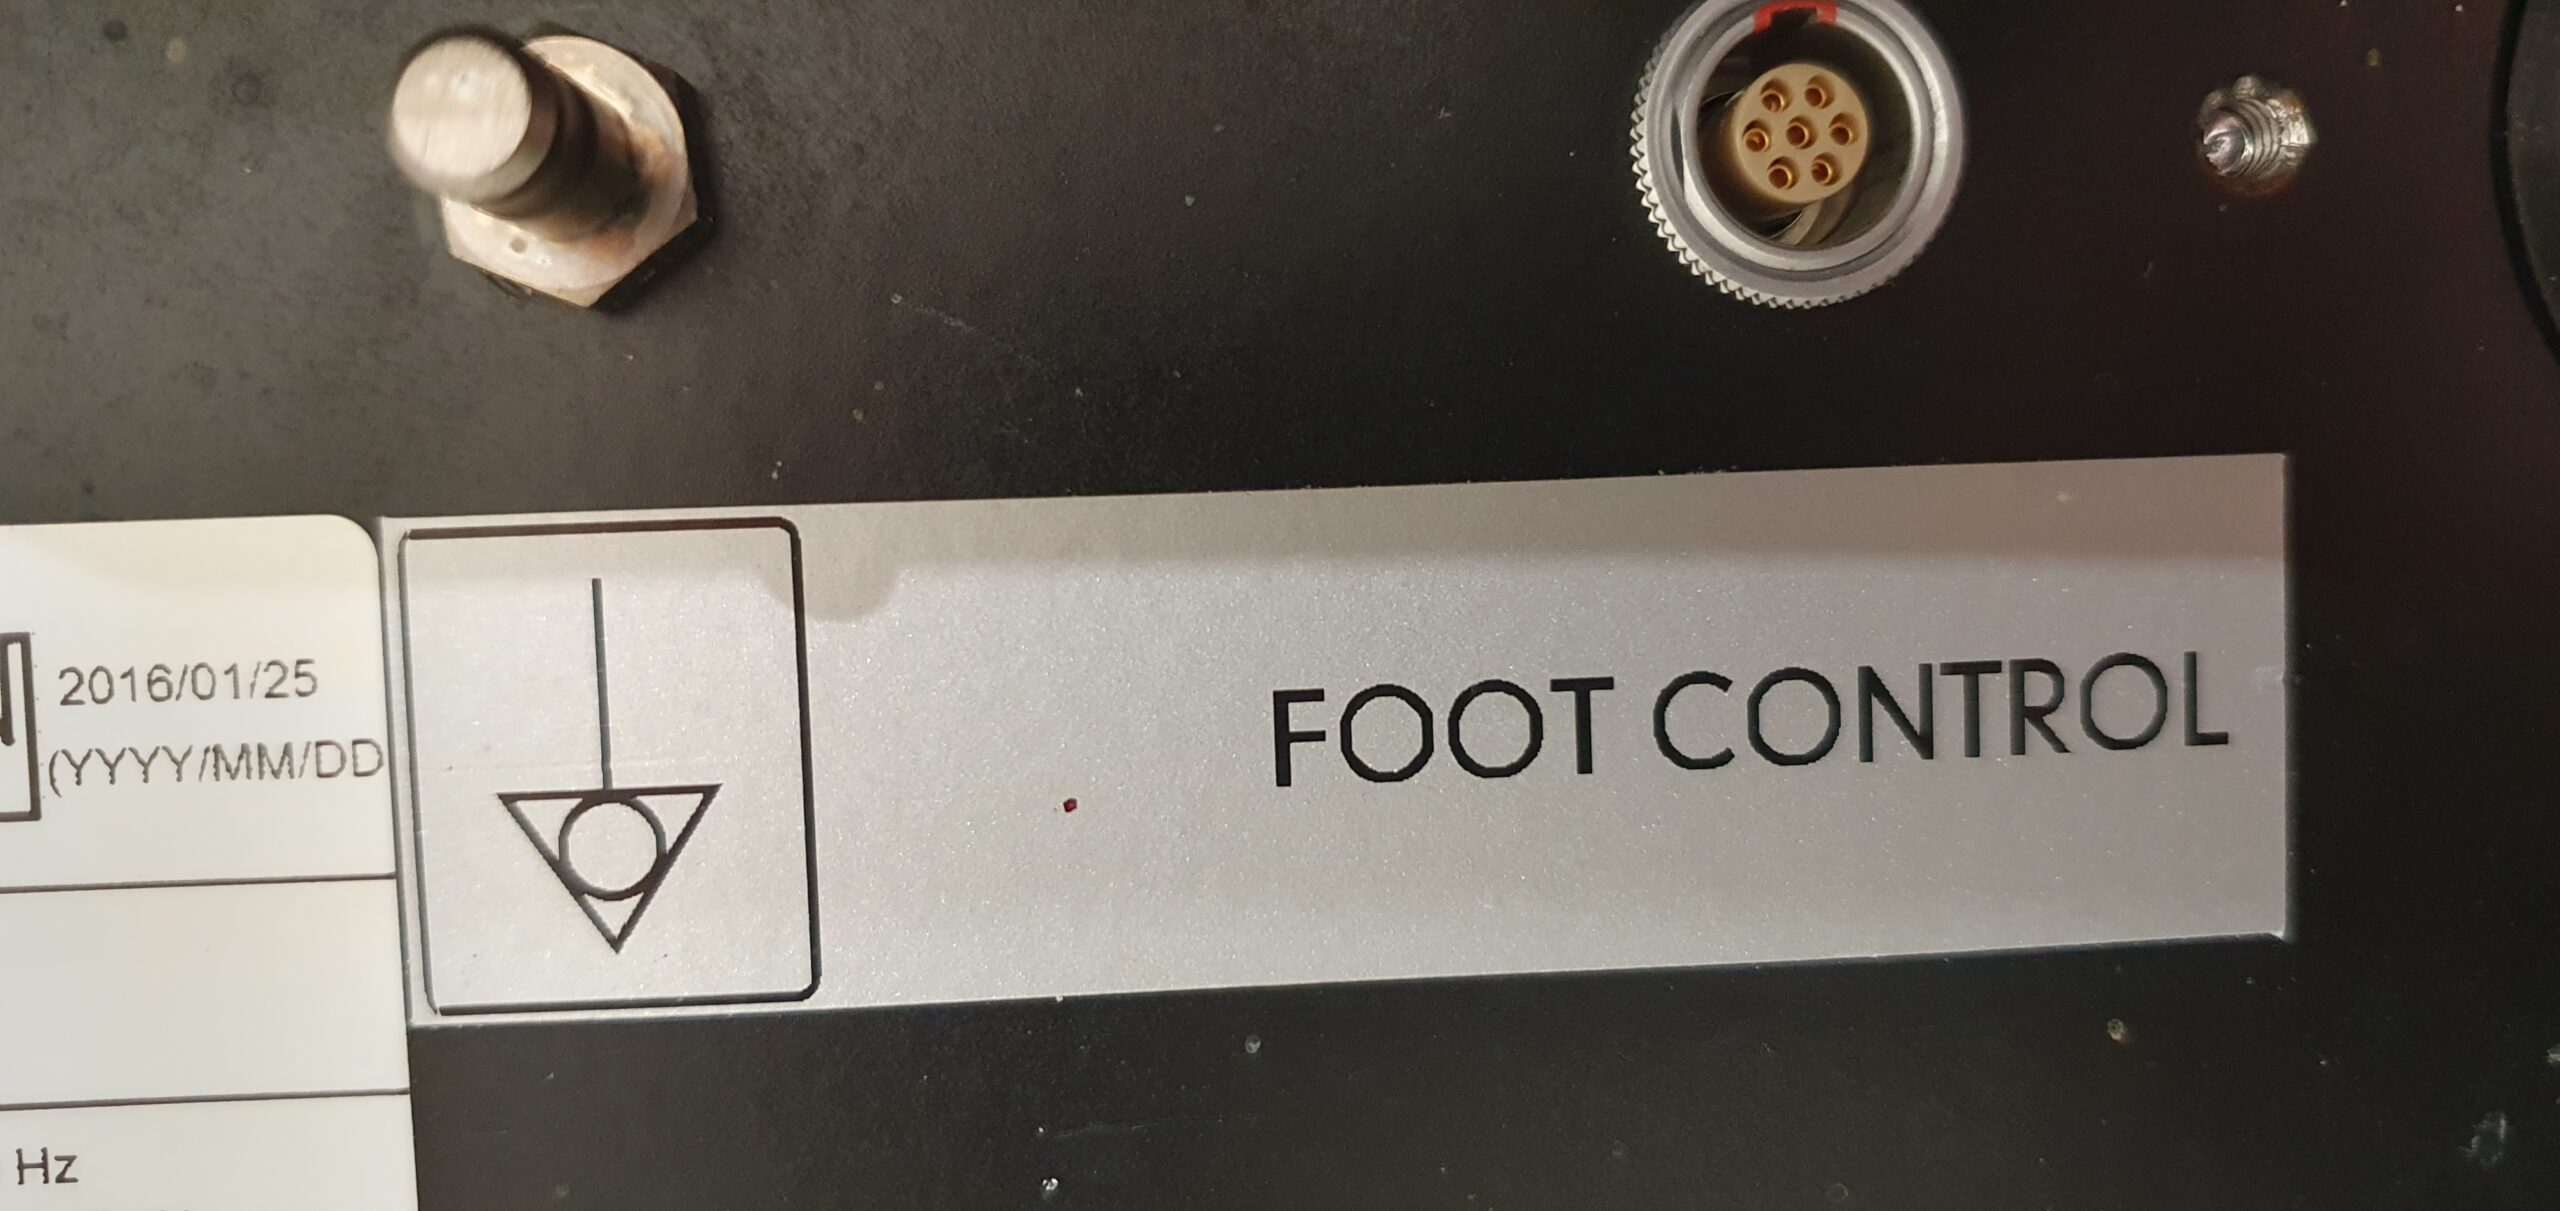 2016/01/25
(YYYY/MM/DD
FOOT CONTROL
Hz